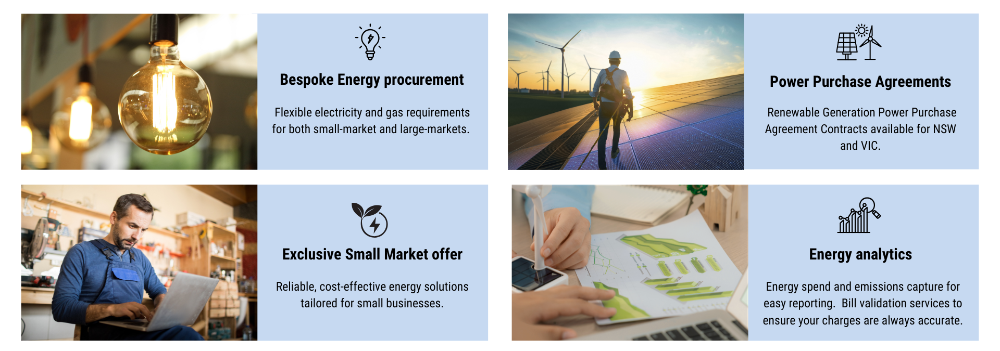 Bespoke Energy procurement
Flexible electricity and gas requirements
for both small-market and large-markets.
Power Purchase Agreements
Renewable Generation Power Purchase
Agreement Contracts available for NSW
and VIC.
Exclusive Small Market offer
Reliable, cost-effective energy solutions
tailored for small businesses.
Energy analytics
Energy spend and emissions capture for
easy reporting.  Bill validation services to
ensure your charges are always accurate.